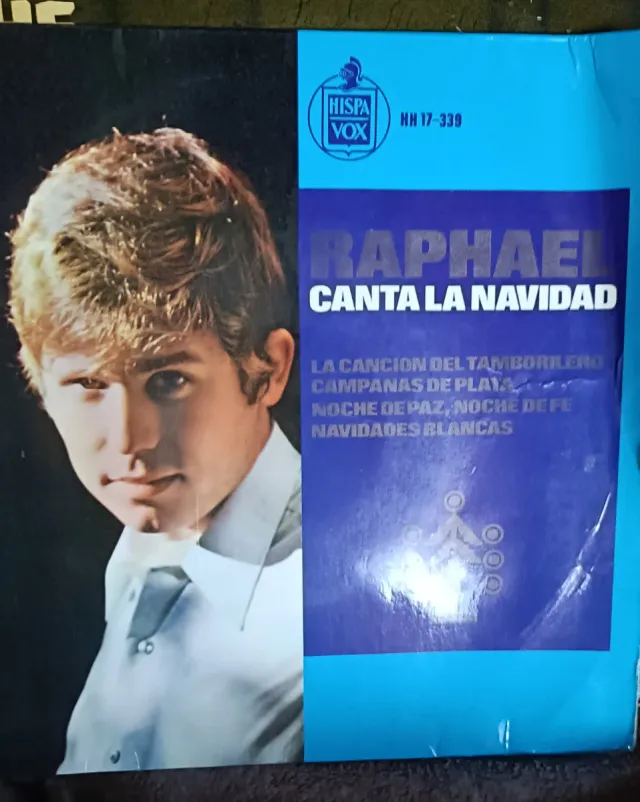 HISPA
VOX
HH 17-339
RAPHAEL
CANTA LA NAVIDAD
LA CANCION DEL TAMBORILERO
CAMPANAS DE PLATA
NOCHE DE PAZ, NOCHE DE FE
NAVIDADES BLANCAS